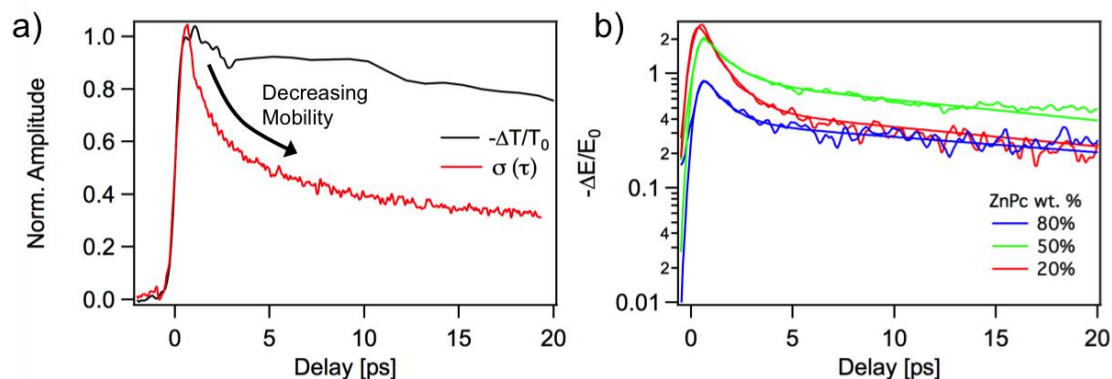 a)
Norm. Amplitude
1.0
0.8
0.6
0.4
0.2
0.0
Decreasing
Mobility
-ΔT/T₀
σ (τ)
0 5 10 15 20
Delay [ps]
b)
-ΔE/E₀
2
1
6
4
2
0.1
6
4
2
0.01
ZnPc wt. %
80%
50%
20%
0 5 10 15 20
Delay [ps]